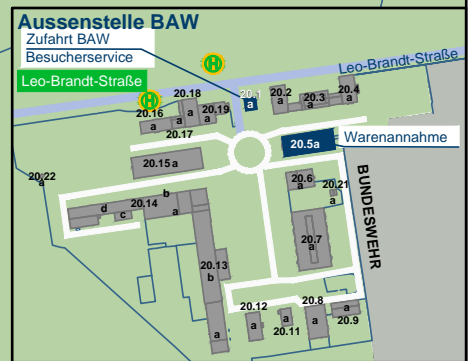 Aussenstelle BAW
Zufahrt BAW
Besucherservice
Leo-Brandt-Straße
H
H
Leo-Brandt-Straße
20.18
a
20.16
a
a
20.19
a
20.17
20.1
a
20.2
a
20.3
a
20.4
a
20.5a
Warenannahme
20.15 a
20.22
a
20.6
a
20.21
a
b
20.14
d
c
a
20.7
a
BUNDESWEHR
20.13
b
a
20.12
a
a
20.11
20.8
a
a
20.9